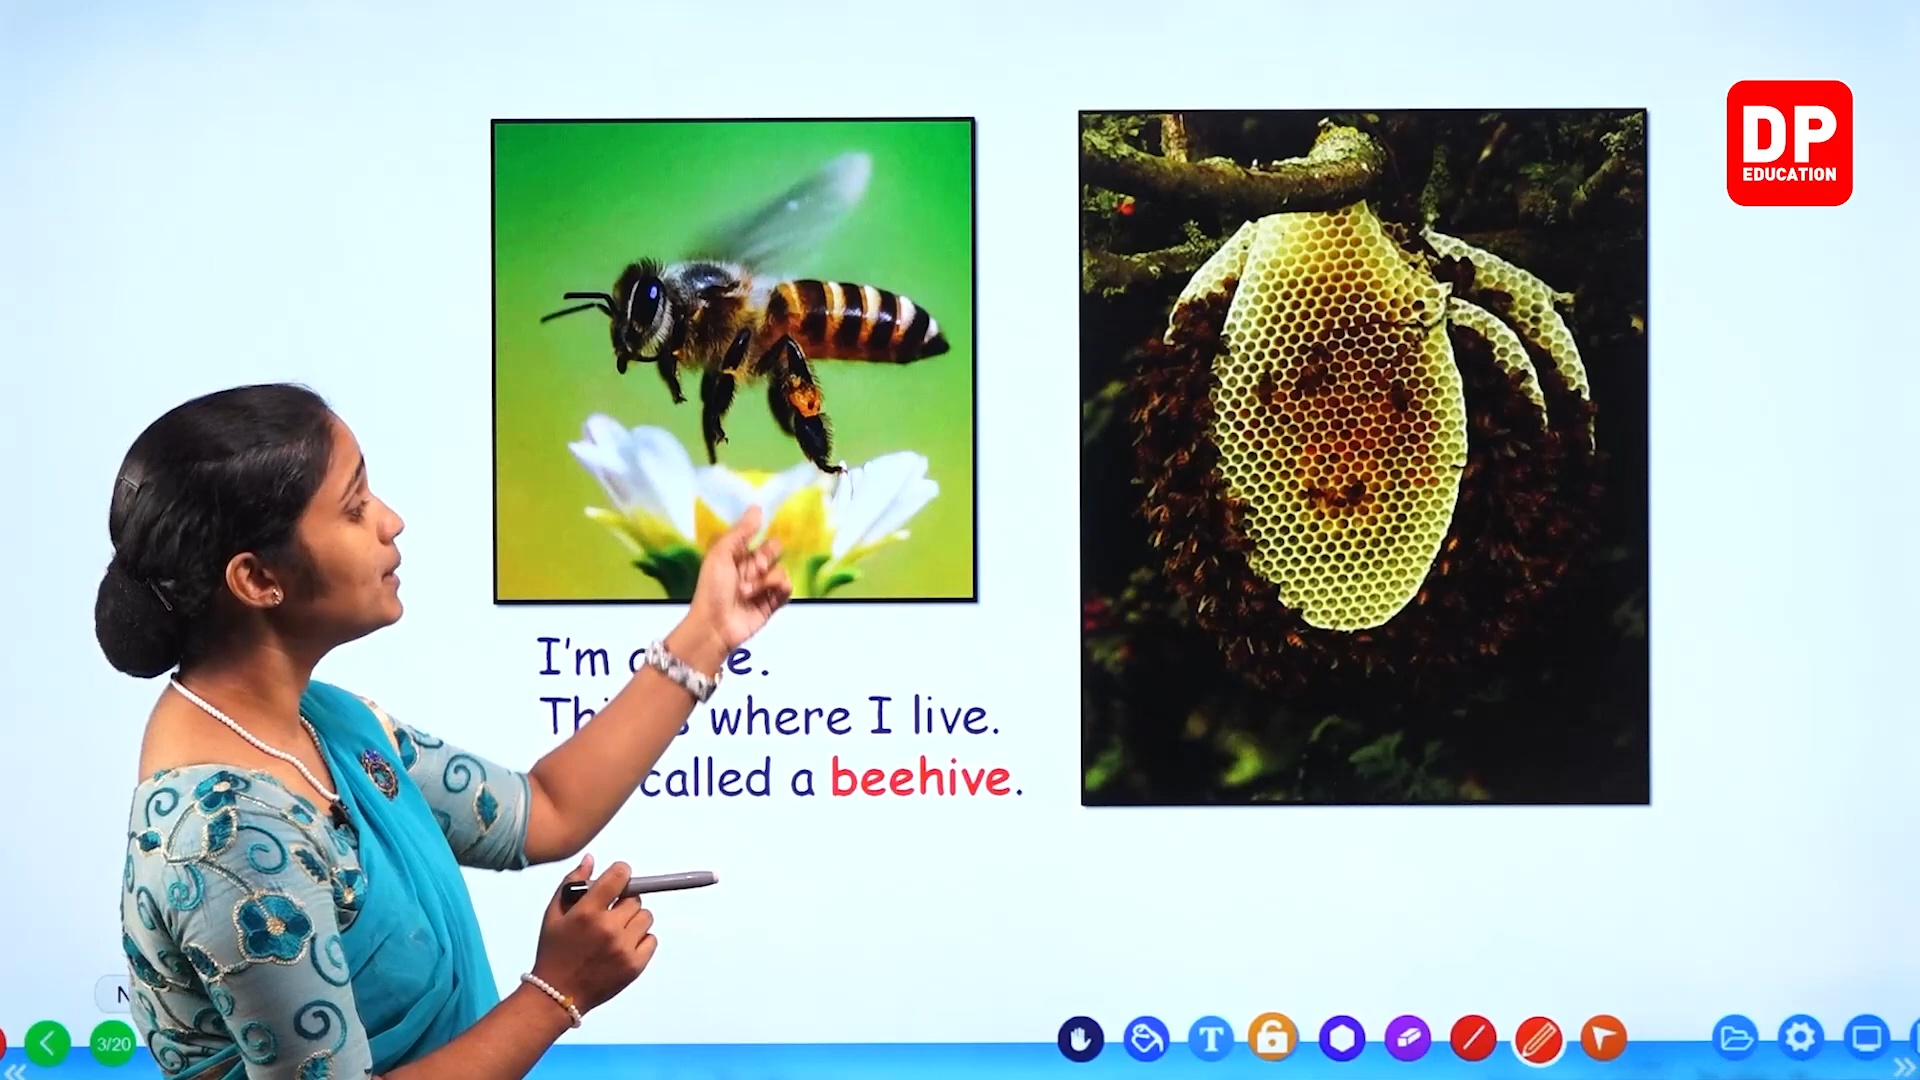 DP
EDUCATION
I'm a
where I live.
called a beehive.
3/20
T